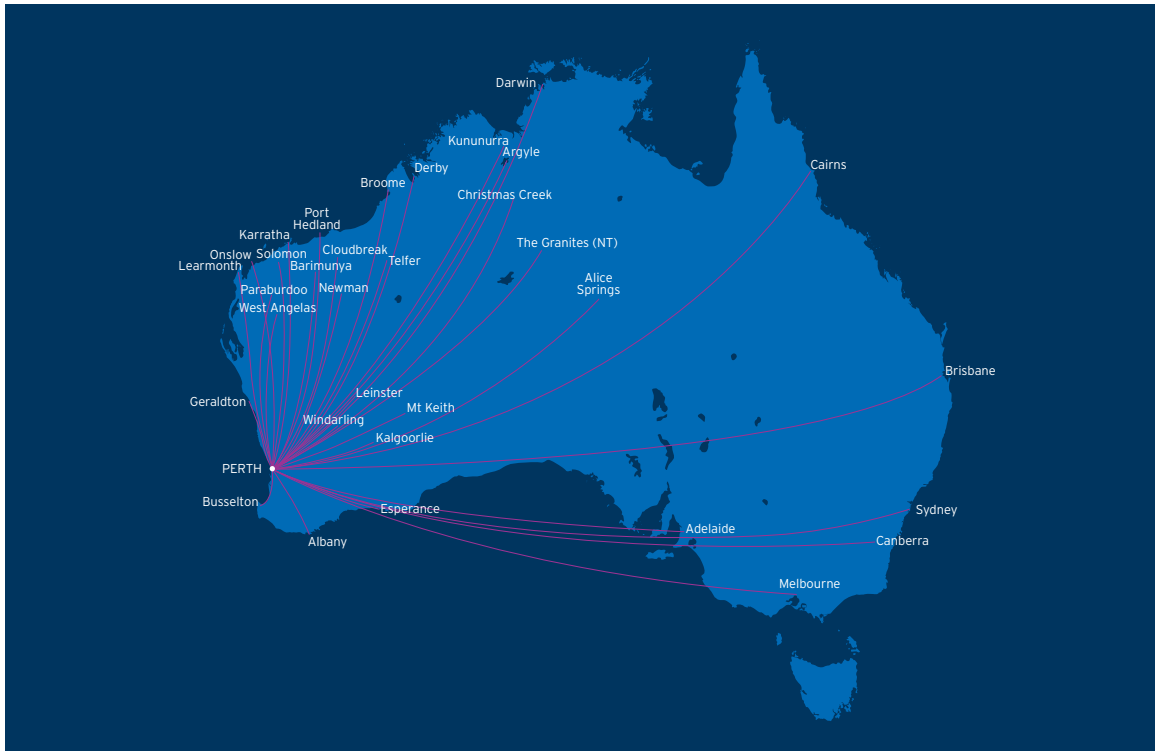 Darwin
Kununurra
Argyle
Cairns
Derby
Broome
Christmas Creek
Port
Hedland
Karratha
The Granites (NT)
Cloudbreak
Onslow
Solomon
Telfer
Learmonth
Barimunya
Alice
Springs
Paraburdoo
Newman
West Angelas
Brisbane
Leinster
Geraldton
Mt Keith
Windarling
Kalgoorlie
PERTH
Busselton
Esperance
Sydney
Adelaide
Albany
Canberra
Melbourne